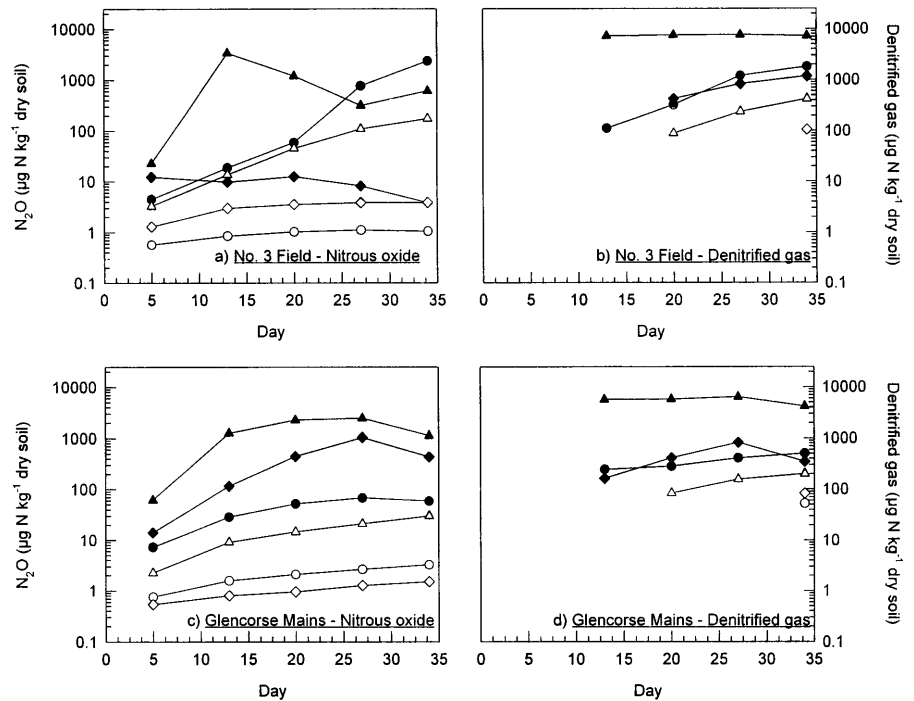 10000
1000
100
10
1
0.1
N₂O (µg N kg⁻¹ dry soil)
0 5 10 15 20 25 30 35
Day
a) No. 3 Field - Nitrous oxide
10000
1000
100
10
1
0.1
Denitrified gas (µg N kg⁻¹ dry soil)
0 5 10 15 20 25 30 35
Day
b) No. 3 Field - Denitrified gas
10000
1000
100
10
1
0.1
N₂O (µg N kg⁻¹ dry soil)
0 5 10 15 20 25 30 35
Day
c) Glencorse Mains - Nitrous oxide
10000
1000
100
10
1
0.1
Denitrified gas (µg N kg⁻¹ dry soil)
0 5 10 15 20 25 30 35
Day
d) Glencorse Mains - Denitrified gas